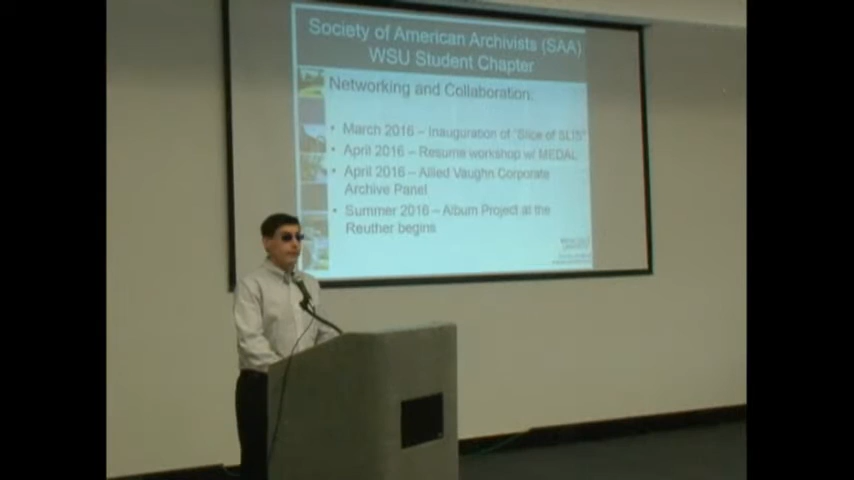 Society of American Archivists (SAA)
WSU Student Chapter
Networking and Collaboration:
• March 2016 – Inauguration of "Slice of SLIS"
• April 2016 – Resume workshop w/ MEDAL
• April 2016 – Allied Vaughn Corporate
Archive Panel
• Summer 2016 – Album Project at the
Reuther begins